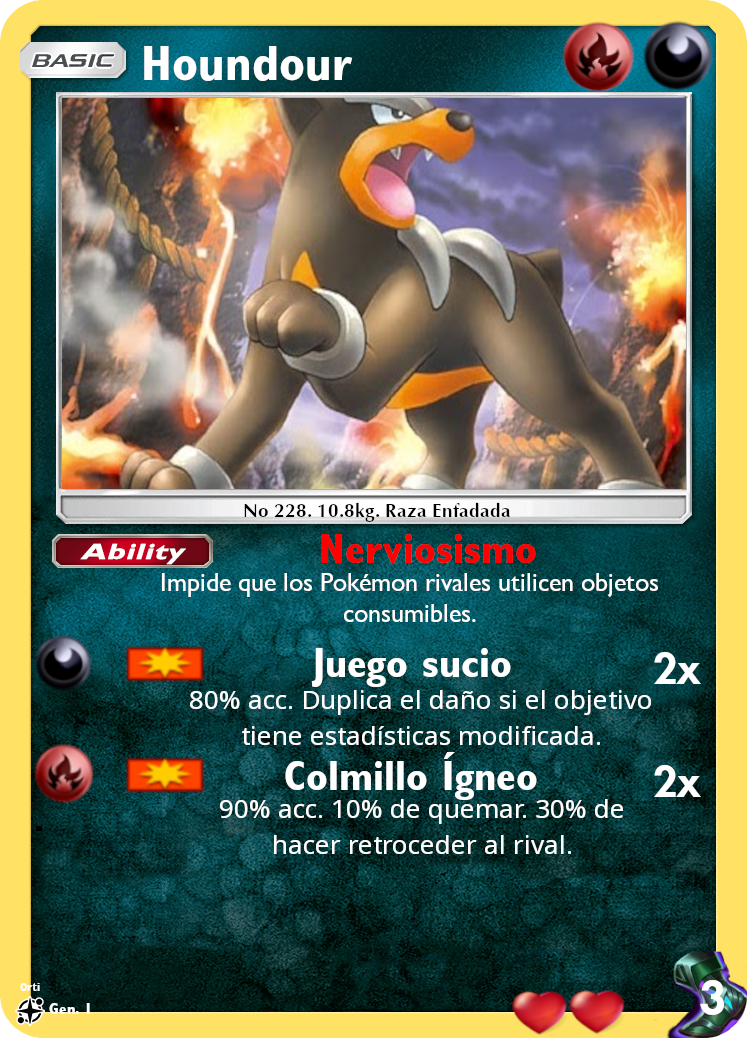 BASIC Houndour
No 228. 10.8kg. Raza Enfadada
Ability Nerviosismo
Impide que los Pokémon rivales utilicen objetos
consumibles.
Juego sucio 2x
80% acc. Duplica el daño si el objetivo
tiene estadísticas modificada.
Colmillo Ígneo 2x
90% acc. 10% de quemar. 30% de
hacer retroceder al rival.
Orti
Gen. I
3